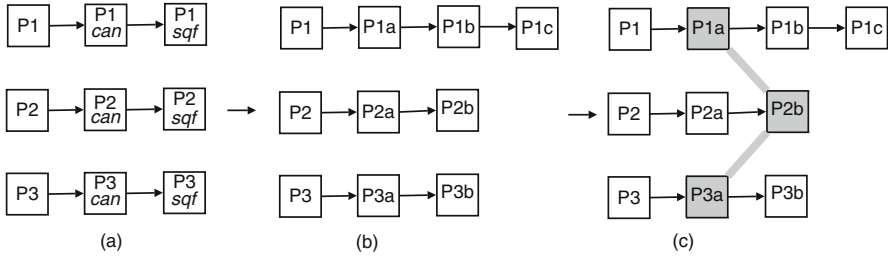 P1 P1 can P1 sqf P1 P1a P1b P1c P1 P1a P1b P1c
P2 P2 can P2 sqf P2 P2a P2b P2 P2a P2b
P3 P3 can P3 sqf P3 P3a P3b P3 P3a P3b
(a) (b) (c)